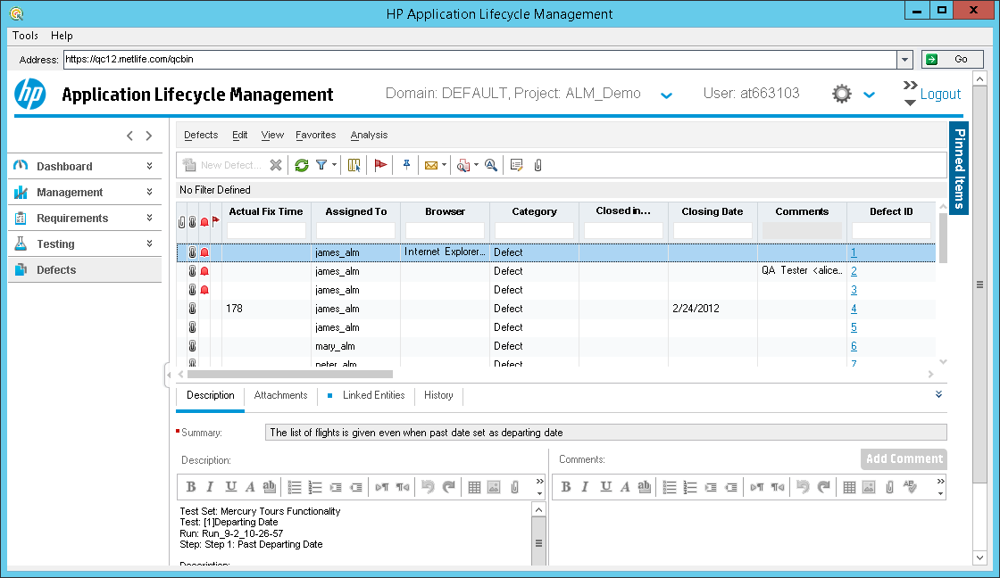 HP Application Lifecycle Management
Tools Help
Address: https://qc12.metlife.com/qcbin Go
hp Application Lifecycle Management Domain: DEFAULT, Project: ALM_Demo User: at663103 Logout
Pinned Items
Dashboard
Management
Requirements
Testing
Defects
Defects Edit View Favorites Analysis
New Defect...
No Filter Defined
Actual Fix Time Assigned To Browser Category Closed in... Closing Date Comments Defect ID
james_alm Internet Explorer... Defect 1
james_alm Defect QA Tester <alice... 2
james_alm Defect 3
178 james_alm Defect 2/24/2012 4
james_alm Defect 5
mary_alm Defect 6
peter_alm Defect 7
Description Attachments Linked Entities History
Summary: The list of flights is given even when past date set as departing date
Description:
Comments: Add Comment
B I U A ab
B I U A ab
Test Set: Mercury Tours Functionality
Test: [1]Departing Date
Run: Run_9-2_10-26-57
Step: Step 1: Past Departing Date
Description: